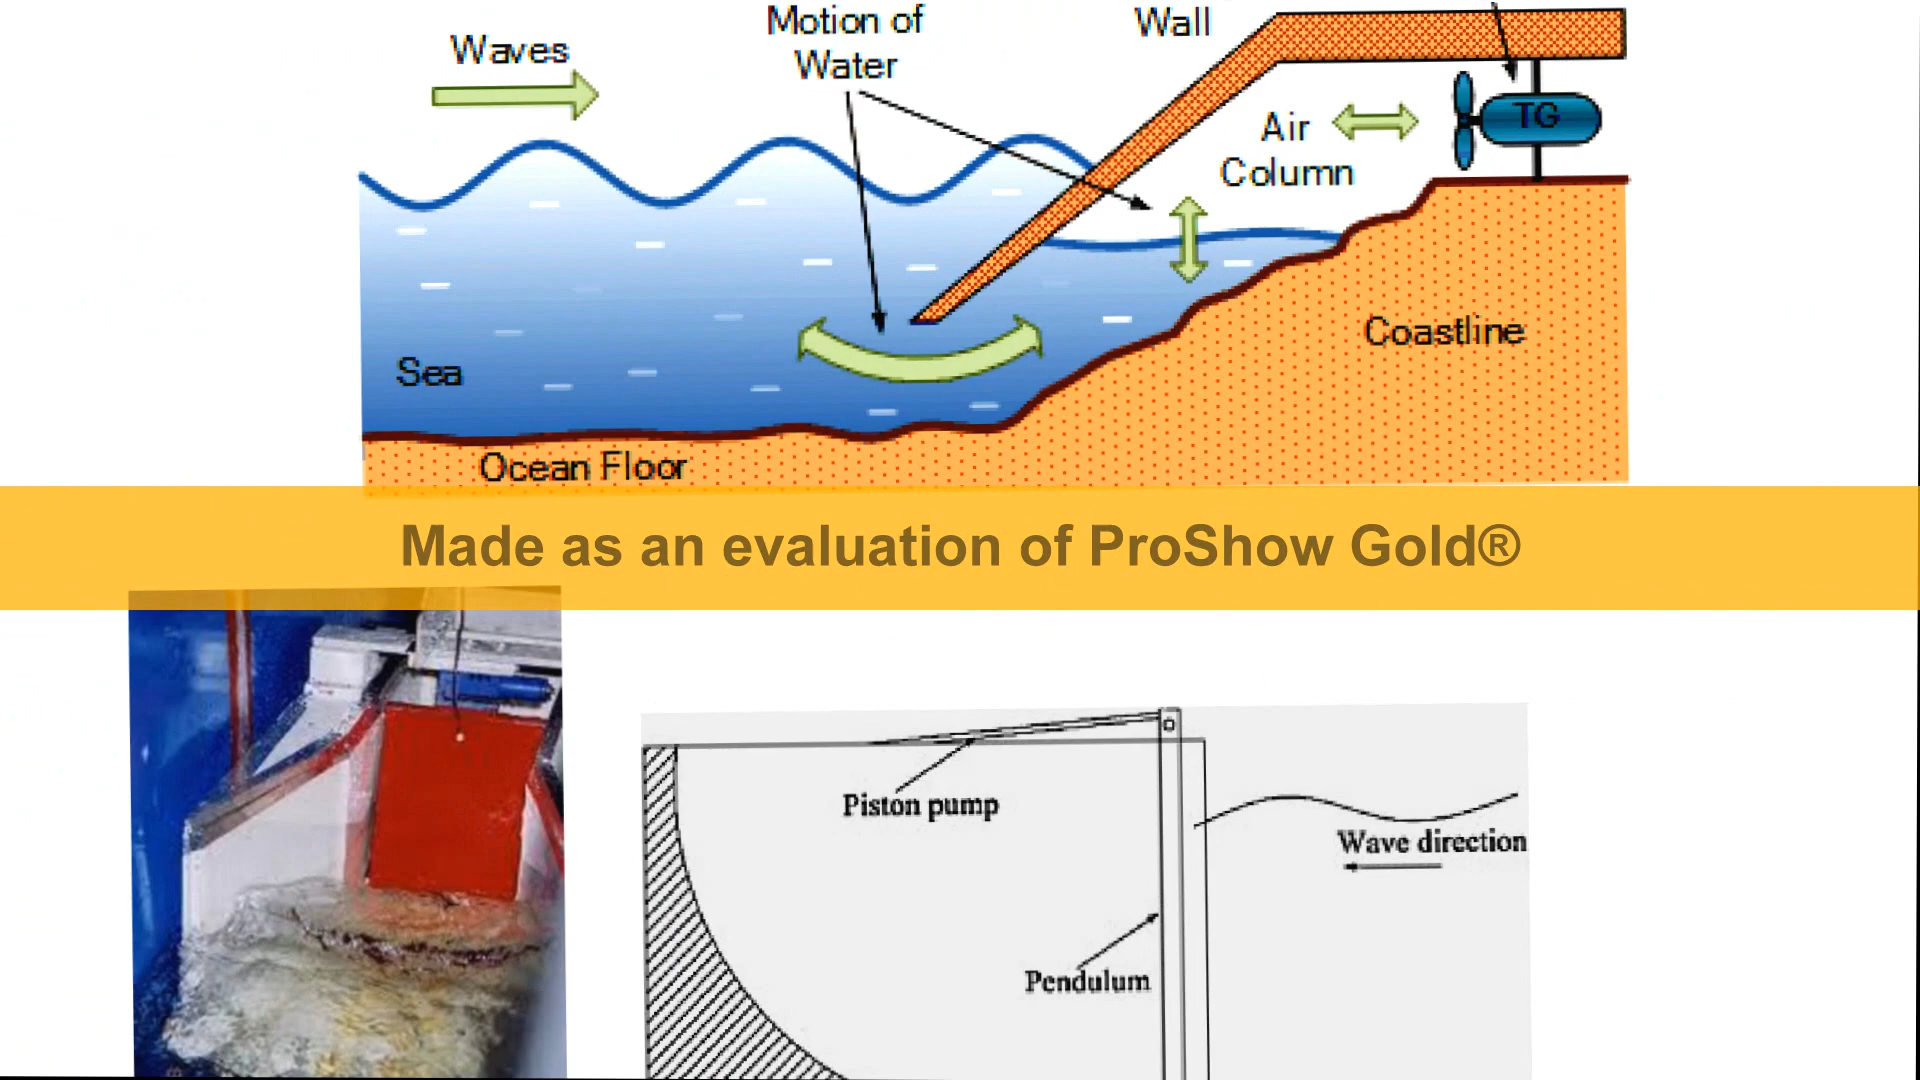 Waves
Motion of
Water
Wall
Air
Column
TG
Sea
Coastline
Ocean Floor
Made as an evaluation of ProShow Gold®
Piston pump
Wave direction
Pendulum